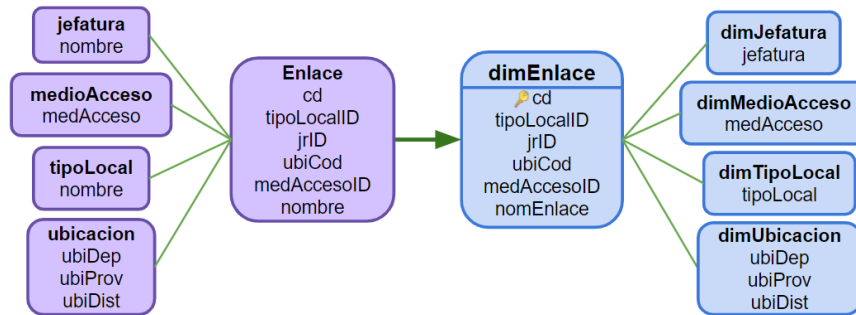 jefatura
nombre
medioAcceso
medAcceso
tipoLocal
nombre
ubicacion
ubiDep
ubiProv
ubiDist
Enlace
cd
tipoLocalID
jrID
ubiCod
medAccesoID
nombre
dimEnlace
cd
tipoLocalID
jrID
ubiCod
medAccesoID
nomEnlace
dimJefatura
jefatura
dimMedioAcceso
medAcceso
dimTipoLocal
tipoLocal
dimUbicacion
ubiDep
ubiProv
ubiDist